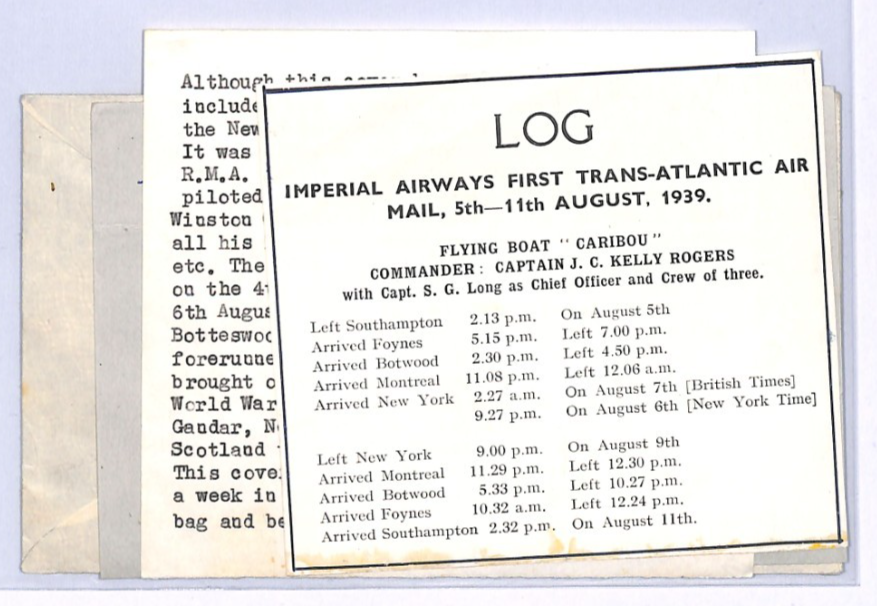 Although this
include
the New
It was
R.M.A.
piloted
Winston
all his
etc. The
on the 4
6th Augus
Botteswoo
forerunne
brought o
World War
Gandar, N
Scotland
This cove
a week in
bag and be
LOG
IMPERIAL AIRWAYS FIRST TRANS-ATLANTIC AIR
MAIL, 5th—11th AUGUST, 1939.
FLYING BOAT "CARIBOU"
COMMANDER: CAPTAIN J. C. KELLY ROGERS
with Capt. S. G. Long as Chief Officer and Crew of three.
Left Southampton 2.13 p.m. On August 5th
Arrived Foynes 5.15 p.m. Left 7.00 p.m.
Arrived Botwood 2.30 p.m. Left 4.50 p.m.
Arrived Montreal 11.08 p.m. Left 12.06 a.m.
Arrived New York 2.27 a.m. On August 7th [British Times]
9.27 p.m. On August 6th [New York Time]
Left New York 9.00 p.m. On August 9th
Arrived Montreal 11.29 p.m. Left 12.30 p.m.
Arrived Botwood 5.33 p.m. Left 10.27 p.m.
Arrived Foynes 10.32 a.m. Left 12.24 p.m.
Arrived Southampton 2.32 p.m. On August 11th.